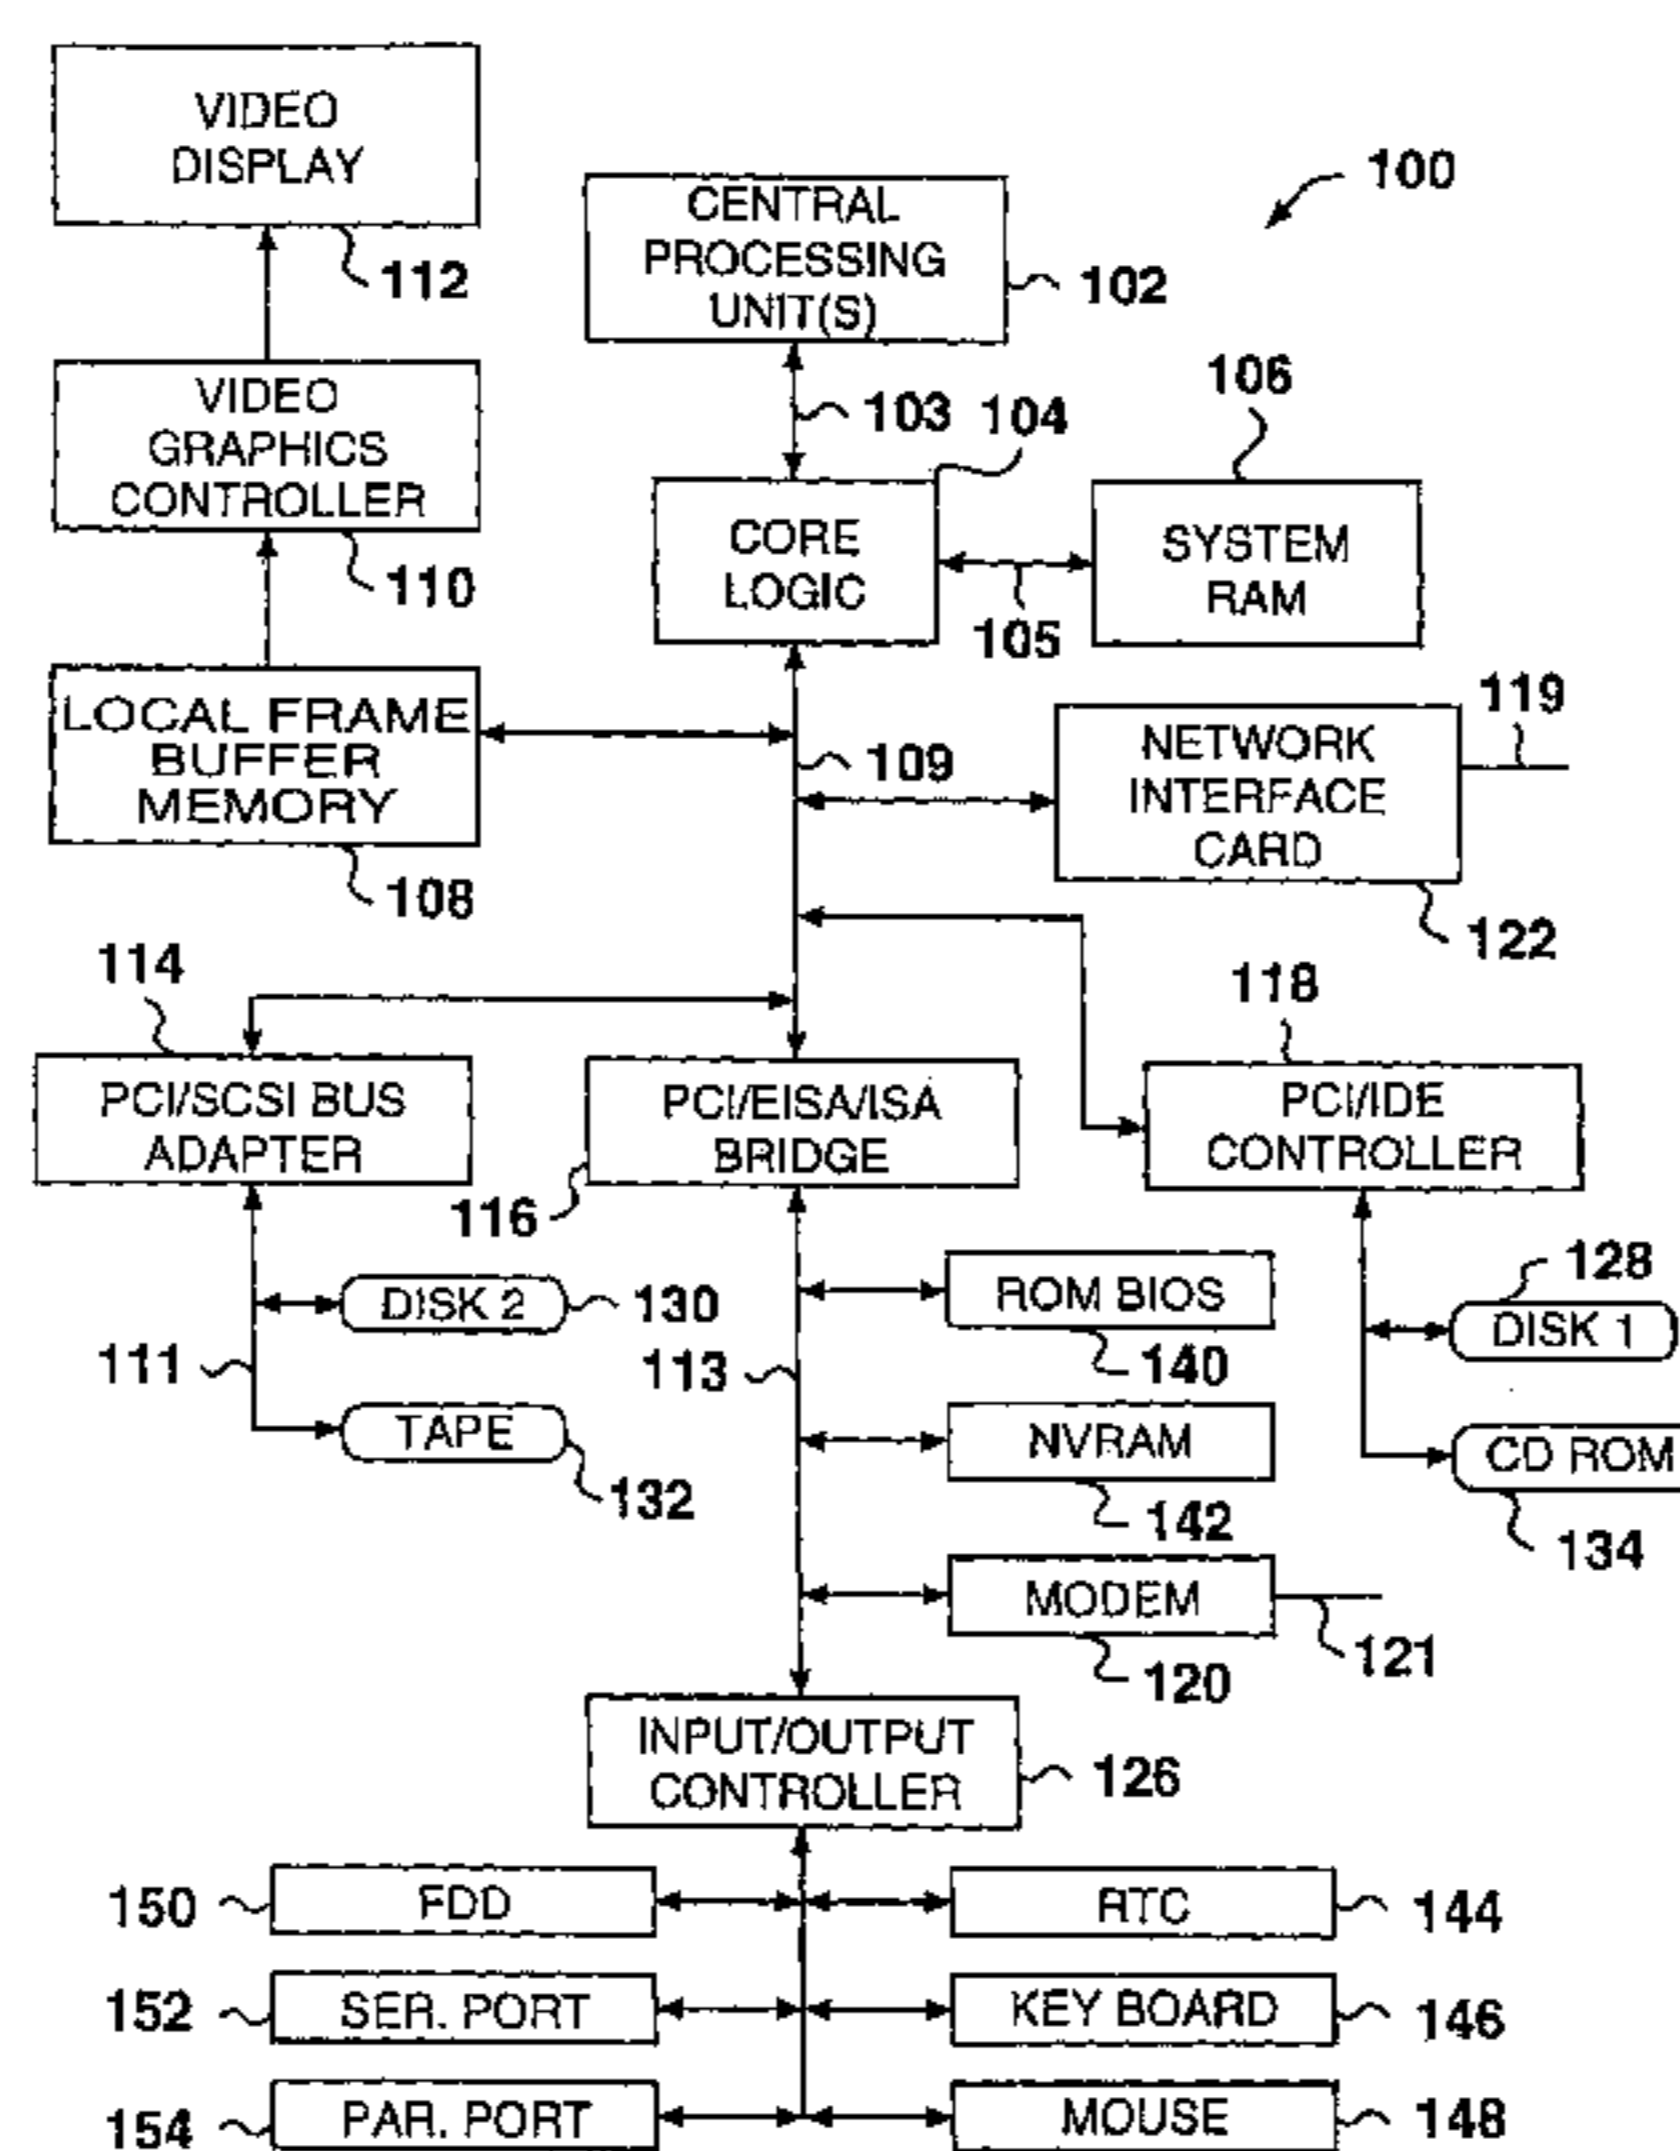 VIDEO
DISPLAY
112
CENTRAL
PROCESSING
UNIT(S)
102
100
VIDEO
GRAPHICS
CONTROLLER
110
103
104
106
CORE
LOGIC
105
SYSTEM
RAM
LOCAL FRAME
BUFFER
MEMORY
108
109
NETWORK
INTERFACE
CARD
119
122
114
PCI/SCSI BUS
ADAPTER
116
PCI/EISA/ISA
BRIDGE
118
PCI/IDE
CONTROLLER
111
DISK 2
130
TAPE
132
113
ROM BIOS
140
NVRAM
142
MODEM
120
121
128
DISK 1
CD ROM
134
INPUT/OUTPUT
CONTROLLER
126
150
FDD
RTC
144
152
SER. PORT
KEY BOARD
146
154
PAR. PORT
MOUSE
148